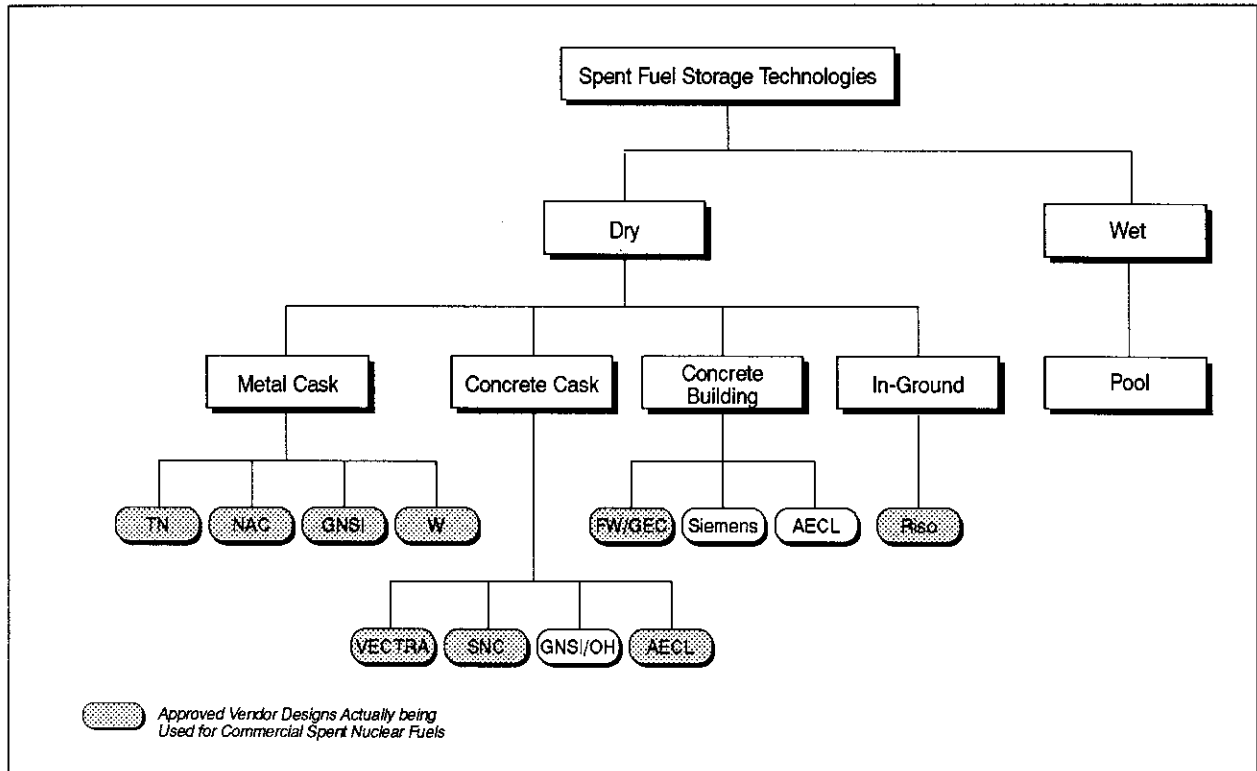 Spent Fuel Storage Technologies
Dry
Wet
Metal Cask
Concrete Cask
Concrete
Building
In-Ground
Pool
TN
NAC
GNSI
W
FW/GEC
Siemens
AECL
Riso
VECTRA
SNC
GNSI/OH
AECL
Approved Vendor Designs Actually being
Used for Commercial Spent Nuclear Fuels